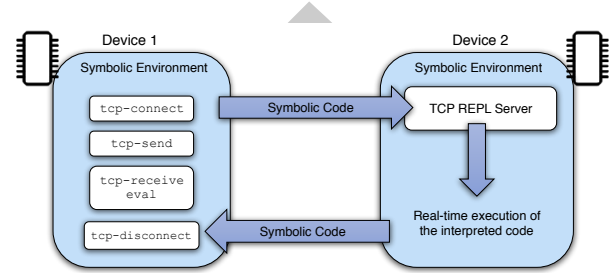 Device 1
Device 2
Symbolic Environment
Symbolic Environment
tcp-connect
Symbolic Code
TCP REPL Server
tcp-send
tcp-receive
eval
Real-time execution of
the interpreted code
tcp-disconnect
Symbolic Code